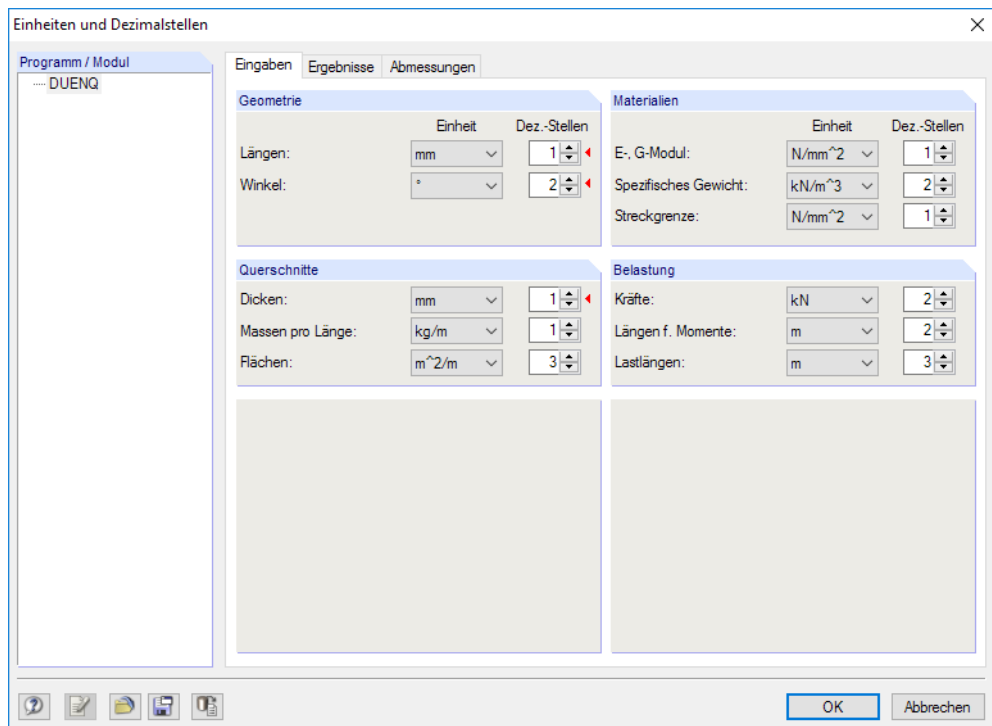 Einheiten und Dezimalstellen
Programm / Modul
DUENQ
Eingaben Ergebnisse Abmessungen
Geometrie
Einheit Dez.-Stellen
Längen: mm 1
Winkel: ° 2
Materialien
Einheit Dez.-Stellen
E-, G-Modul: N/mm^2 1
Spezifisches Gewicht: kN/m^3 2
Streckgrenze: N/mm^2 1
Querschnitte
Dicken: mm 1
Massen pro Länge: kg/m 1
Flächen: m^2/m 3
Belastung
Kräfte: kN 2
Längen f. Momente: m 2
Lastlängen: m 3
OK Abbrechen